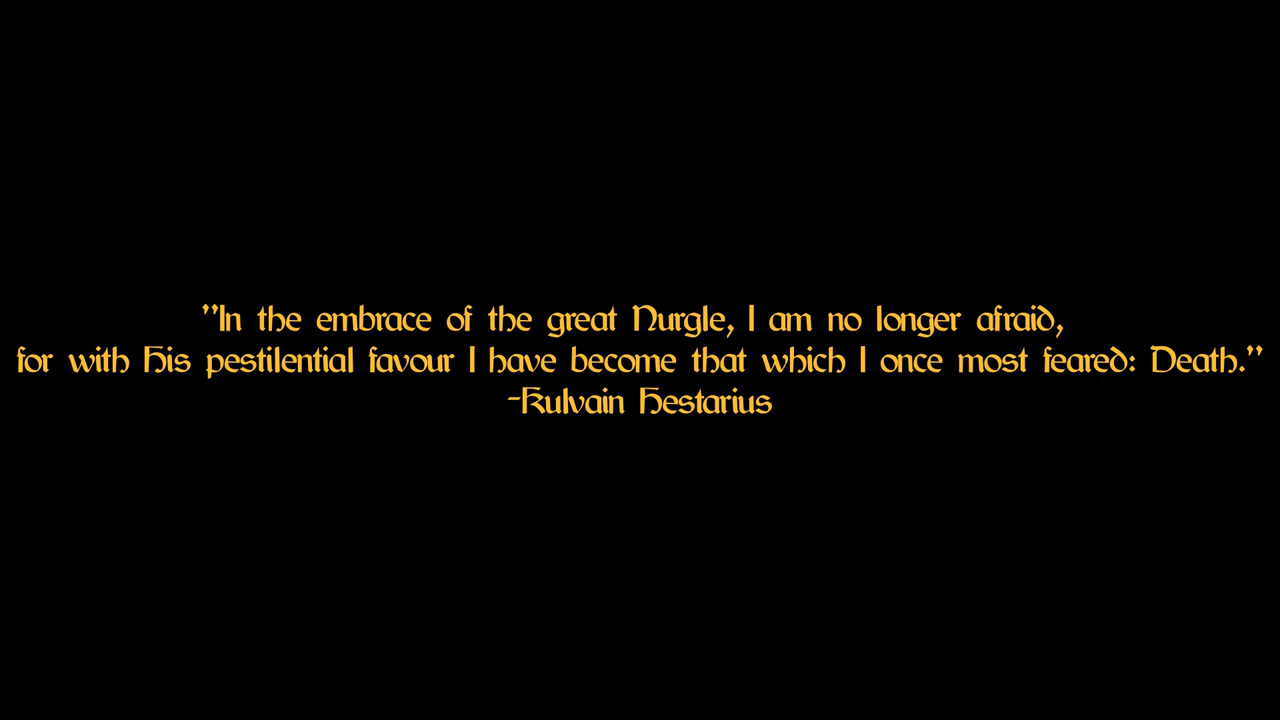 "In the embrace of the great Nurgle, I am no longer afraid,
for with His pestilential favour I have become that which I once most feared: Death."
-Kulvain Hestarius